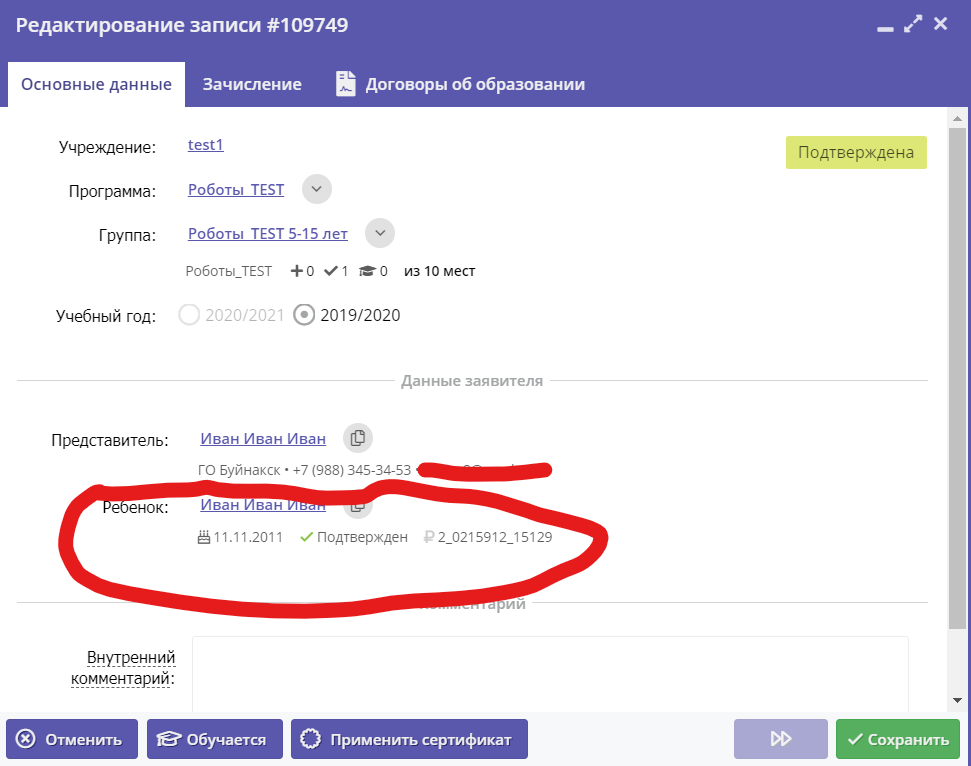 Редактирование записи #109749
Основные данные Зачисление Договоры об образовании
Учреждение: test1
Подтверждена
Программа: Роботы_TEST
Группа: Роботы_TEST 5-15 лет
Роботы_TEST 0 1 0 из 10 мест
Учебный год: 2020/2021 2019/2020
Данные заявителя
Представитель: Иван Иван Иван
ГО Буйнакск • +7 (988) 345-34-53 •
Ребенок: Иван Иван Иван
11.11.2011 Подтвержден 2_0215912_15129
Комментарий
Внутренний
комментарий:
Отменить Обучается Применить сертификат Сохранить